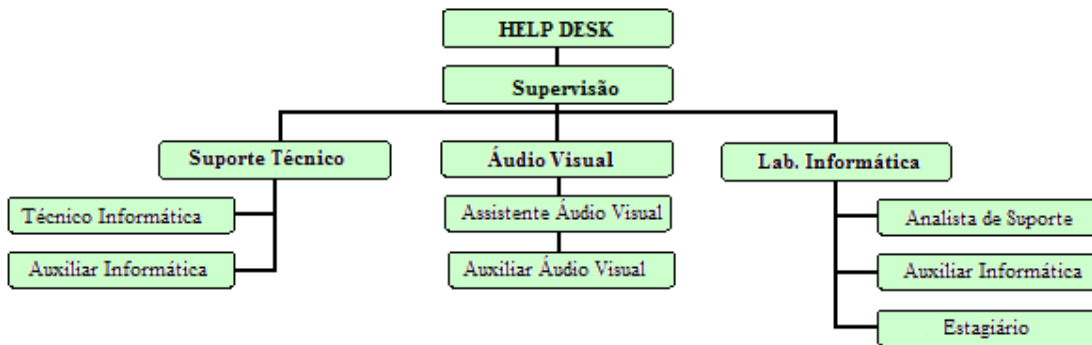 HELP DESK
Supervisão
Suporte Técnico
Técnico Informática
Auxiliar Informática
Áudio Visual
Assistente Áudio Visual
Auxiliar Áudio Visual
Lab. Informática
Analista de Suporte
Auxiliar Informática
Estagiário